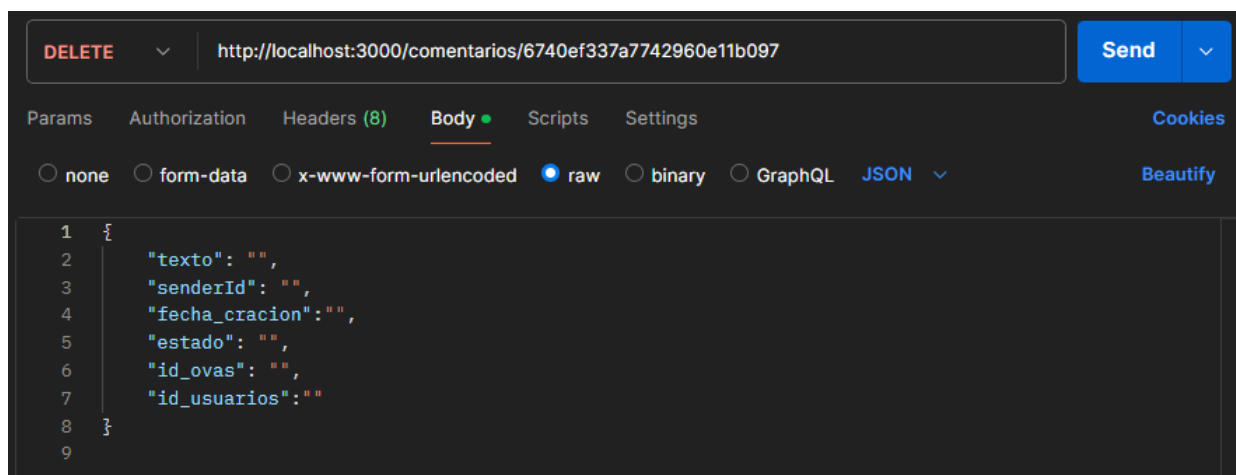 DELETE http://localhost:3000/comentarios/6740ef337a7742960e11b097 Send
Params Authorization Headers (8) Body Scripts Settings Cookies
none form-data x-www-form-urlencoded raw binary GraphQL JSON Beautify
1 {
2 "texto": "",
3 "senderId": "",
4 "fecha_cracion":"",
5 "estado": "",
6 "id_ovas": "",
7 "id_usuarios":""
8 }
9